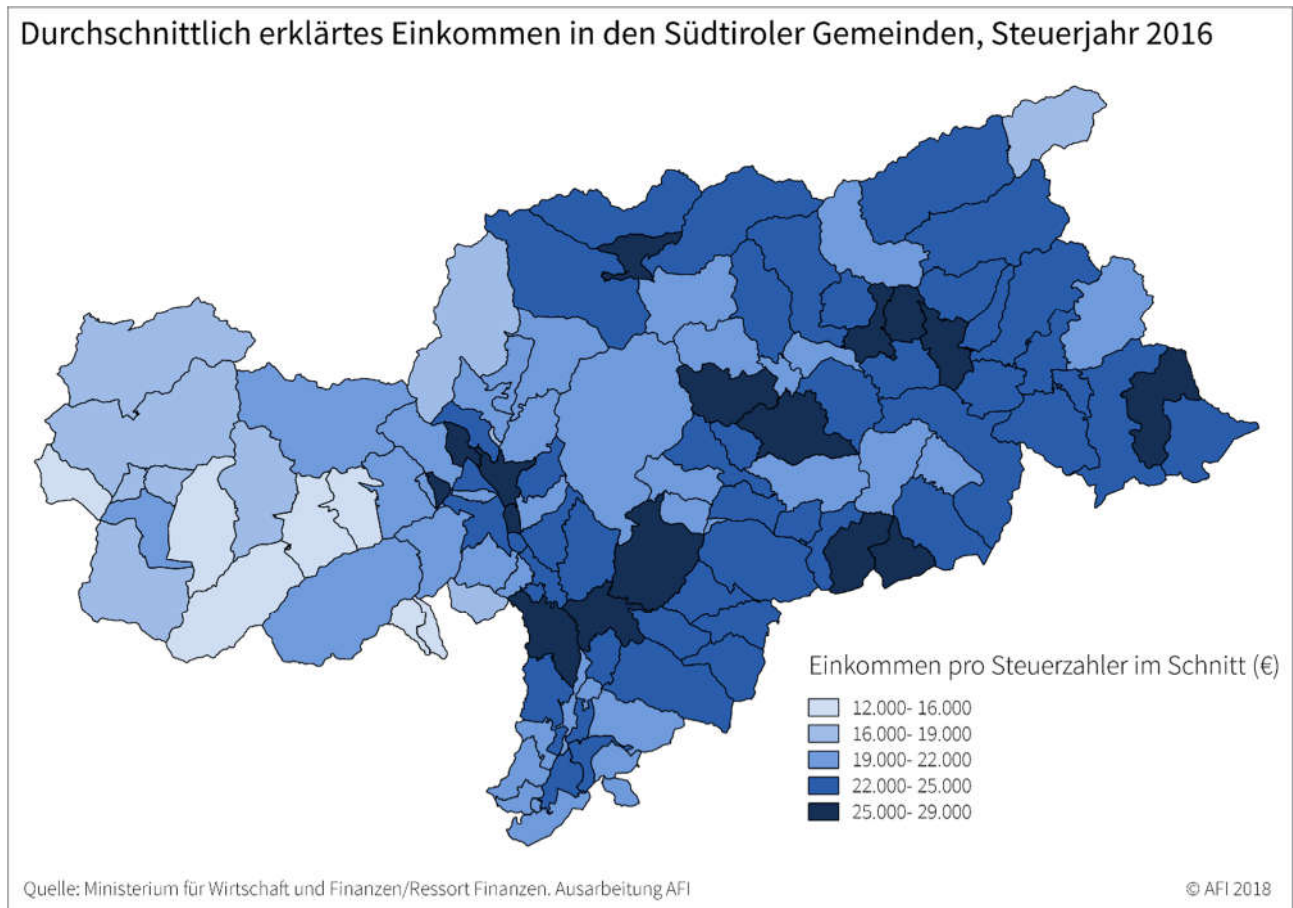 Durchschnittlich erklärtes Einkommen in den Südtiroler Gemeinden, Steuerjahr 2016
Einkommen pro Steuerzahler im Schnitt (€)
12.000- 16.000
16.000- 19.000
19.000- 22.000
22.000- 25.000
25.000- 29.000
Quelle: Ministerium für Wirtschaft und Finanzen/Ressort Finanzen. Ausarbeitung AFI
© AFI 2018